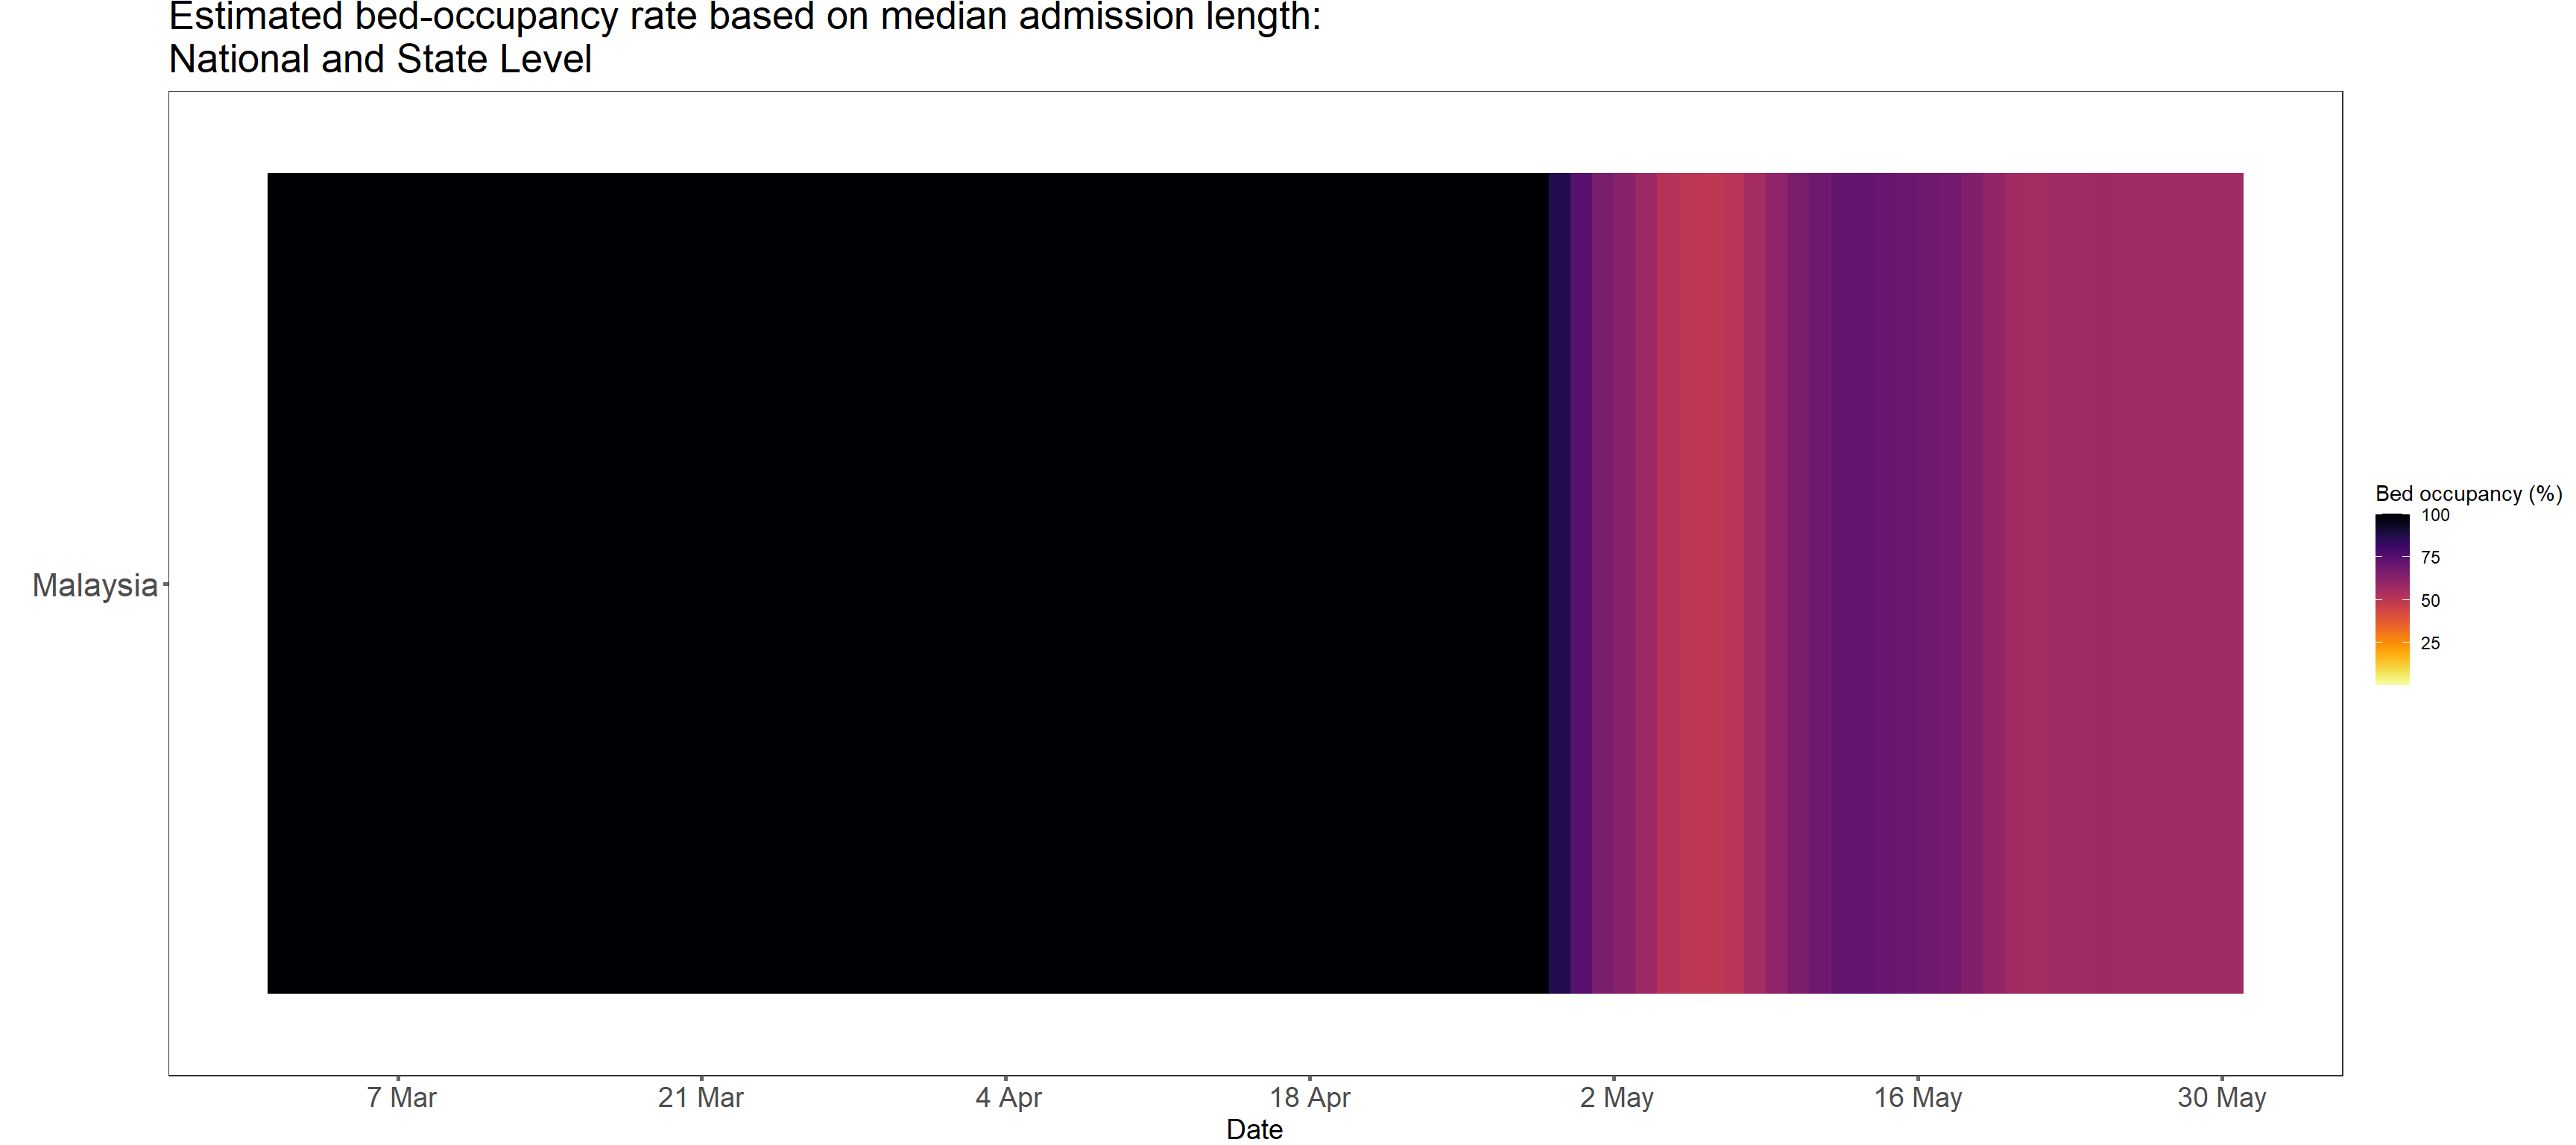 Estimated bed-occupancy rate based on median admission length:
National and State Level
Malaysia
Bed occupancy (%)
100
75
50
25
7 Mar
21 Mar
4 Apr
18 Apr
2 May
16 May
30 May
Date